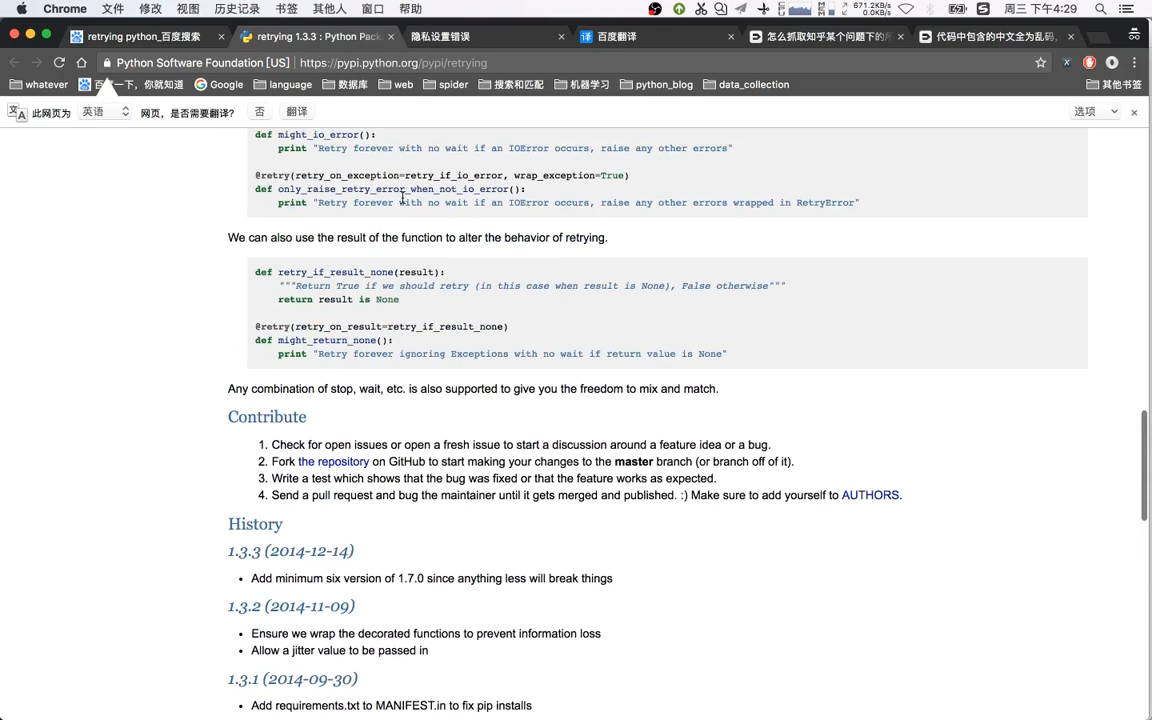 Chrome 文件 修改 视图 历史记录 书签 其他人 窗口 帮助 671.2KB/s 0.0KB/s 周三 下午4:29
retrying python_百度搜索 × retrying 1.3.3 : Python Pack × 隐私设置错误 × 百度翻译 × 怎么抓取知乎某个问题下的所 × 代码中包含的中文全为乱码, ×
Python Software Foundation [US] https://pypi.python.org/pypi/retrying
whatever 百度一下,你就知道 Google language 数据库 web spider 搜索和匹配 机器学习 python_blog data_collection 其他书签
此网页为 英语 网页,是否需要翻译? 否 翻译 选项 ×
def might_io_error():
print "Retry forever with no wait if an IOError occurs, raise any other errors"
@retry(retry_on_exception=retry_if_io_error, wrap_exception=True)
def only_raise_retry_error_when_not_io_error():
print "Retry forever with no wait if an IOError occurs, raise any other errors wrapped in RetryError"
We can also use the result of the function to alter the behavior of retrying.
def retry_if_result_none(result):
"""Return True if we should retry (in this case when result is None), False otherwise"""
return result is None
@retry(retry_on_result=retry_if_result_none)
def might_return_none():
print "Retry forever ignoring Exceptions with no wait if return value is None"
Any combination of stop, wait, etc. is also supported to give you the freedom to mix and match.
Contribute
1. Check for open issues or open a fresh issue to start a discussion around a feature idea or a bug.
2. Fork the repository on GitHub to start making your changes to the master branch (or branch off of it).
3. Write a test which shows that the bug was fixed or that the feature works as expected.
4. Send a pull request and bug the maintainer until it gets merged and published. :) Make sure to add yourself to AUTHORS.
History
1.3.3 (2014-12-14)
• Add minimum six version of 1.7.0 since anything less will break things
1.3.2 (2014-11-09)
• Ensure we wrap the decorated functions to prevent information loss
• Allow a jitter value to be passed in
1.3.1 (2014-09-30)
• Add requirements.txt to MANIFEST.in to fix pip installs